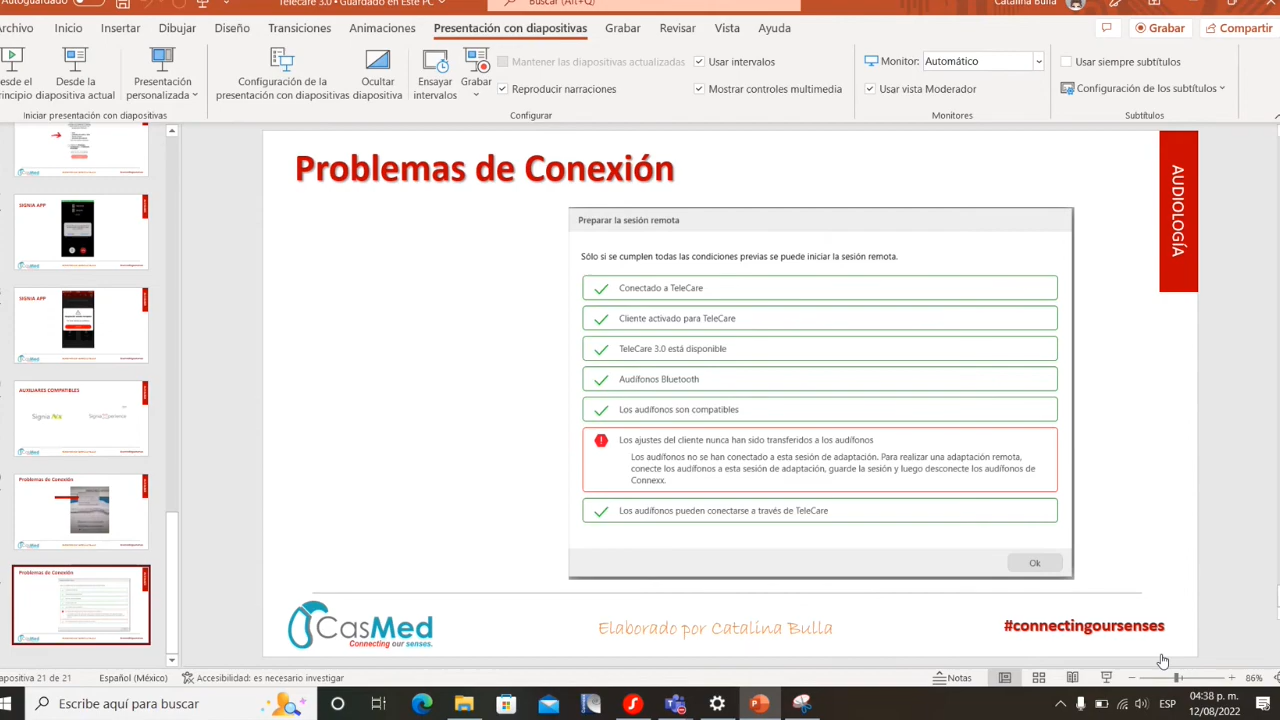 Autoguardado
Telecare 3.0 • Guardado en Este PC
Buscar (Alt+Q)
Catalina Bulla
Archivo Inicio Insertar Dibujar Diseño Transiciones Animaciones Presentación con diapositivas Grabar Revisar Vista Ayuda Grabar Compartir
Desde el principio
Desde la diapositiva actual
Presentación personalizada
Configuración de la presentación con diapositivas
Ocultar diapositiva
Ensayar intervalos
Grabar
Mantener las diapositivas actualizadas
Reproducir narraciones
Usar intervalos
Mostrar controles multimedia
Monitor: Automático
Usar vista Moderador
Usar siempre subtítulos
Configuración de los subtítulos
Iniciar presentación con diapositivas Configurar Monitores Subtítulos
SIGNIA APP
SIGNIA APP
AUXILIARES COMPATIBLES
Problemas de Conexión
Problemas de Conexión
Problemas de Conexión
AUDIOLOGÍA
Preparar la sesión remota
Sólo si se cumplen todas las condiciones previas se puede iniciar la sesión remota.
Conectado a TeleCare
Cliente activado para TeleCare
TeleCare 3.0 está disponible
Audífonos Bluetooth
Los audífonos son compatibles
Los ajustes del cliente nunca han sido transferidos a los audífonos
Los audífonos no se han conectado a esta sesión de adaptación. Para realizar una adaptación remota,
conecte los audífonos a esta sesión de adaptación, guarde la sesión y luego desconecte los audífonos de
Connexx.
Los audífonos pueden conectarse a través de TeleCare
Ok
CasMed
Connecting our senses.
Elaborado por Catalina Bulla
#connectingoursenses
apositiva 21 de 21 Español (México) Accesibilidad: es necesario investigar Notas 86%
Escribe aquí para buscar
ESP
04:38 p. m.
12/08/2022